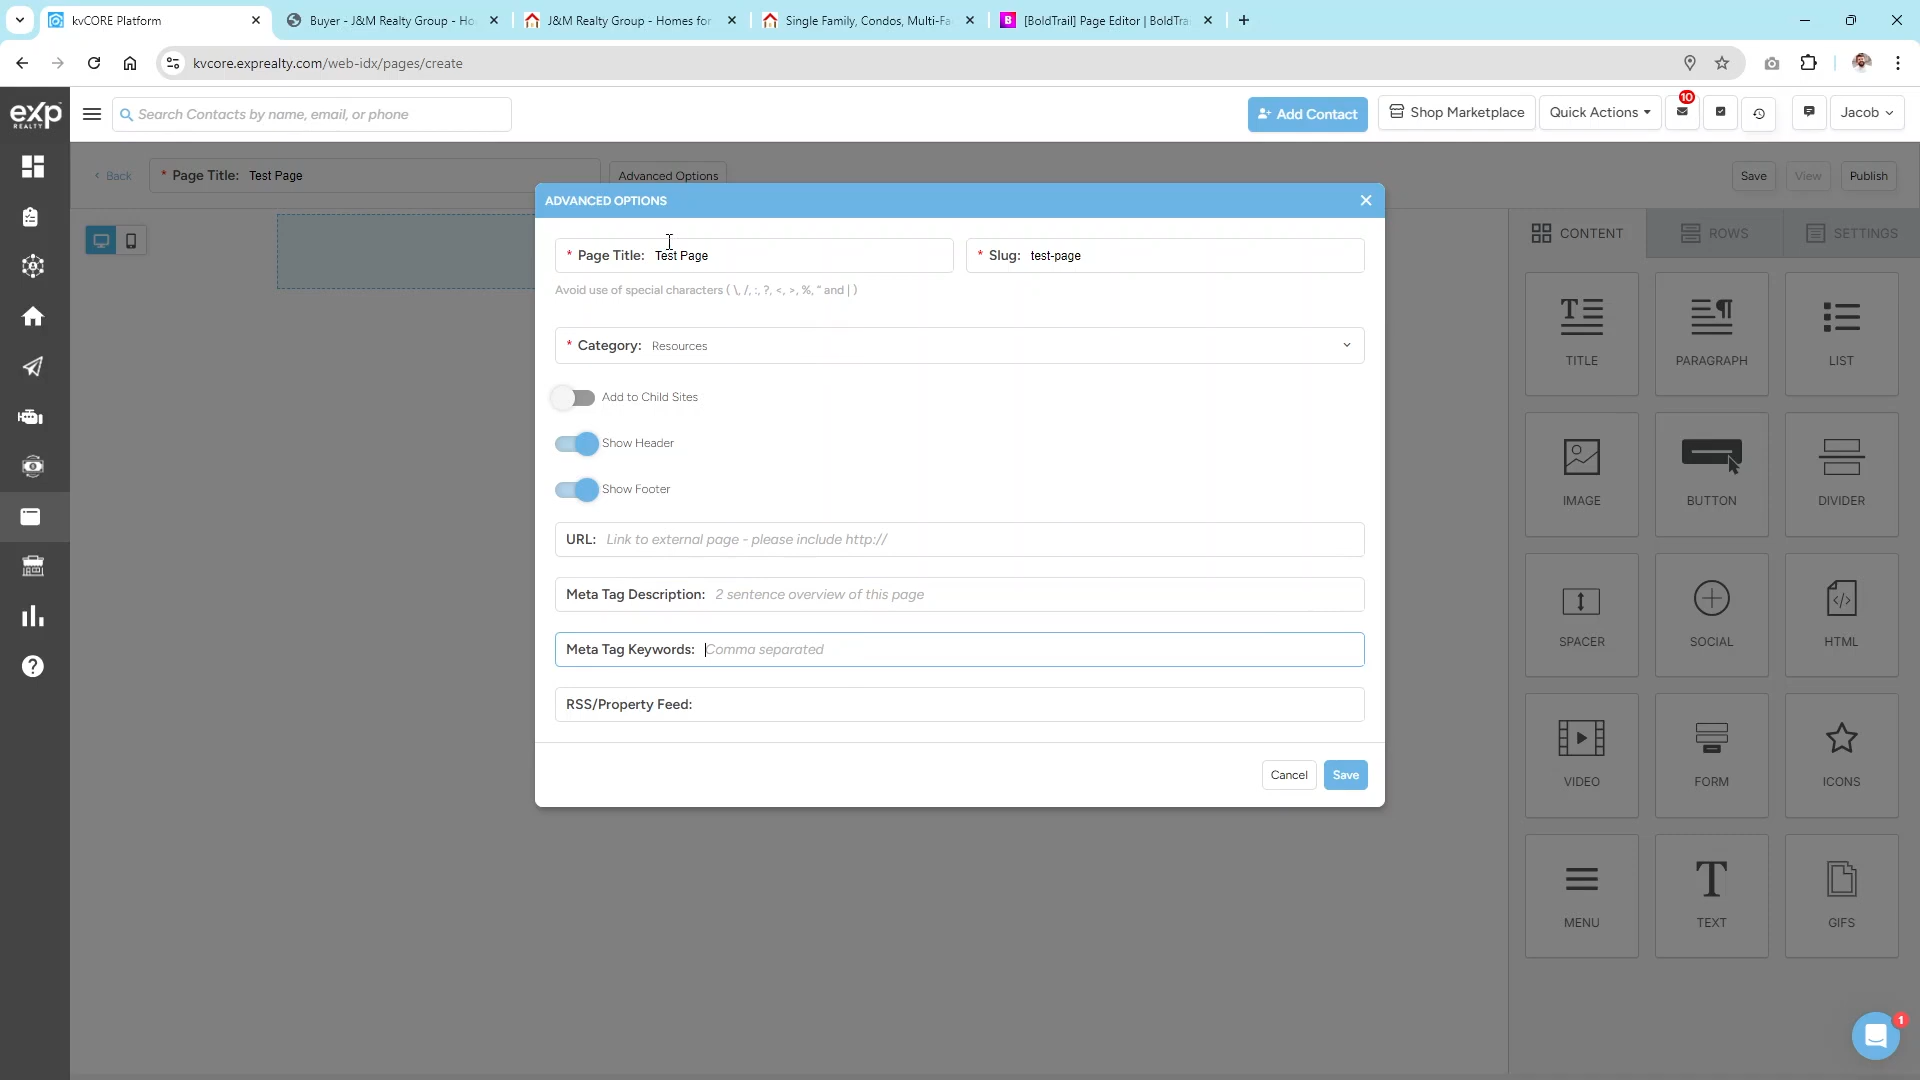 kvCORE Platform
Buyer - J&M Realty Group - Ho
J&M Realty Group - Homes for
Single Family, Condos, Multi-Fa
B [BoldTrail] Page Editor | BoldTra
kvcore.exprealty.com/web-idx/pages/create
eXp
REALTY
Search Contacts by name, email, or phone
Add Contact
Shop Marketplace
Quick Actions
10
Jacob
Back
* Page Title: Test Page
Advanced Options
Save
View
Publish
ADVANCED OPTIONS
* Page Title: Test Page
* Slug: test-page
Avoid use of special characters ( \, /, :, ?, <, >, %, “ and | )
* Category: Resources
Add to Child Sites
Show Header
Show Footer
URL: Link to external page - please include http://
Meta Tag Description: 2 sentence overview of this page
Meta Tag Keywords: Comma separated
RSS/Property Feed:
Cancel
Save
CONTENT
ROWS
SETTINGS
TITLE
PARAGRAPH
LIST
IMAGE
BUTTON
DIVIDER
SPACER
SOCIAL
HTML
VIDEO
FORM
ICONS
MENU
TEXT
GIFS
1